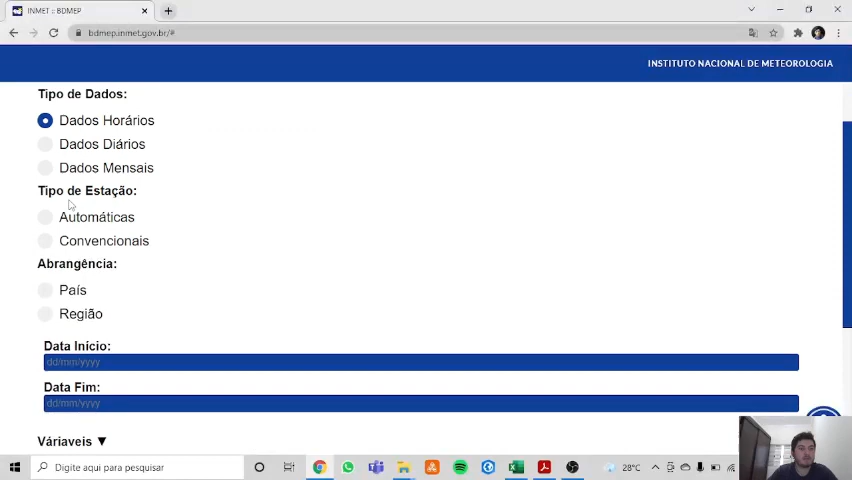 INMET :: BDMEP
bdmep.inmet.gov.br/#
INSTITUTO NACIONAL DE METEOROLOGIA
Tipo de Dados:
Dados Horários
Dados Diários
Dados Mensais
Tipo de Estação:
Automáticas
Convencionais
Abrangência:
País
Região
Data Inicio:
dd/mm/yyyy
Data Fim:
dd/mm/yyyy
Váriaveis ▼
Digite aqui para pesquisar
28°C